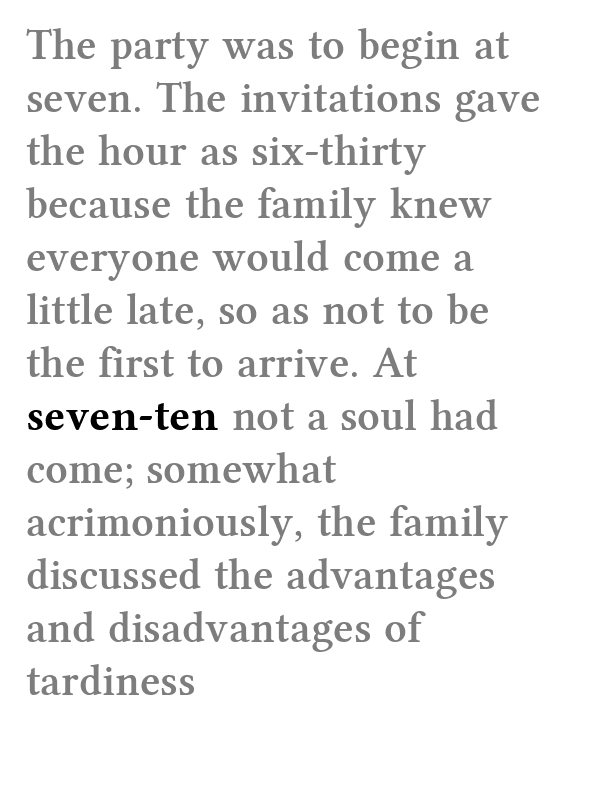 The party was to begin at
seven. The invitations gave
the hour as six-thirty
because the family knew
everyone would come a
little late, so as not to be
the first to arrive. At
seven-ten not a soul had
come; somewhat
acrimoniously, the family
discussed the advantages
and disadvantages of
tardiness